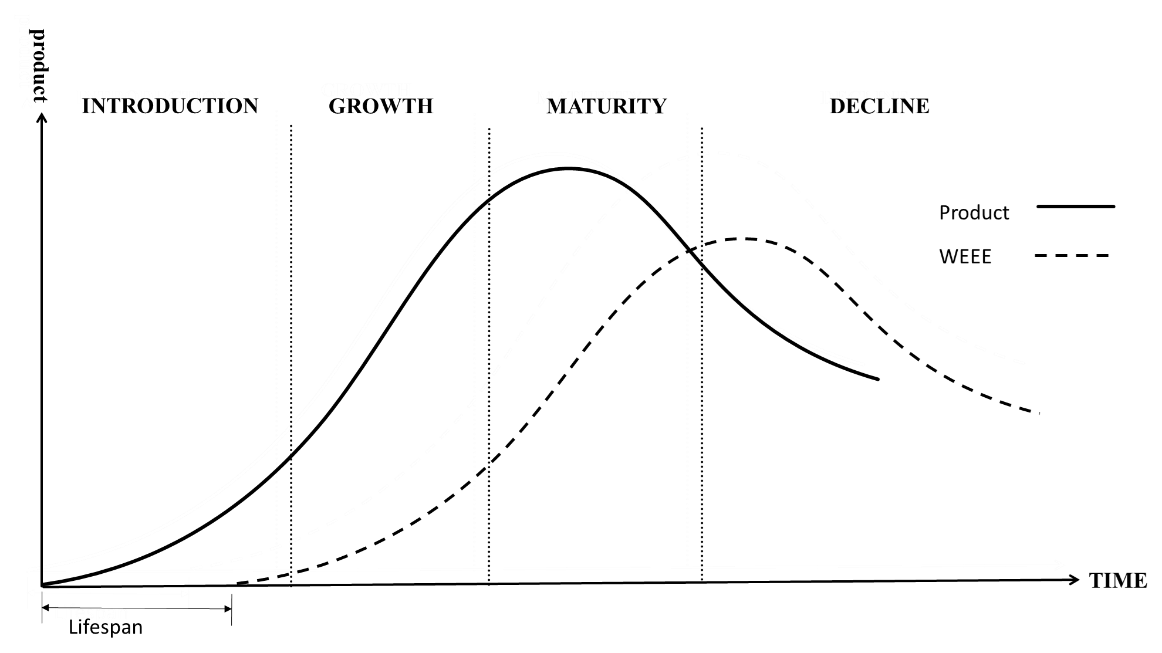 product
INTRODUCTION
GROWTH
MATURITY
DECLINE
Product
WEEE
TIME
Lifespan